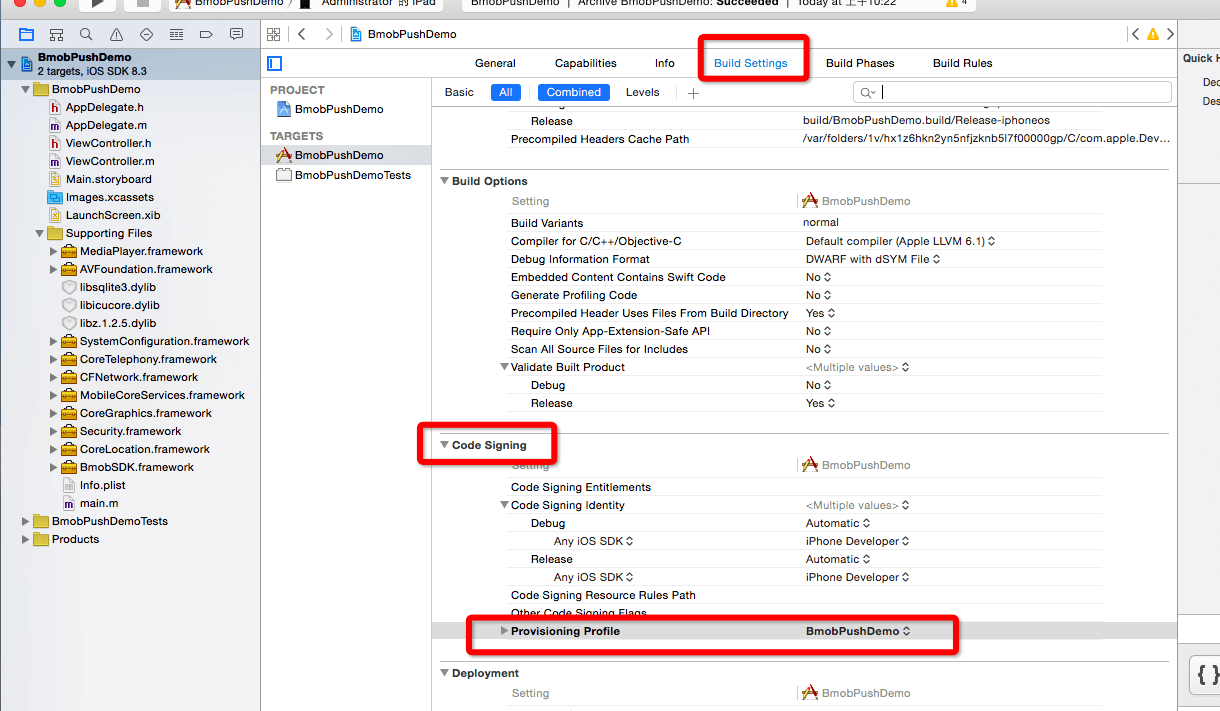 BmobPushDemo
Administrator 的 iPad
BmobPushDemo | Archive BmobPushDemo: Succeeded | Today at 上午10:22
4
BmobPushDemo
2 targets, iOS SDK 8.3
BmobPushDemo
h AppDelegate.h
m AppDelegate.m
h ViewController.h
m ViewController.m
Main.storyboard
Images.xcassets
LaunchScreen.xib
Supporting Files
MediaPlayer.framework
AVFoundation.framework
libsqlite3.dylib
libicucore.dylib
libz.1.2.5.dylib
SystemConfiguration.framework
CoreTelephony.framework
CFNetwork.framework
MobileCoreServices.framework
CoreGraphics.framework
Security.framework
CoreLocation.framework
BmobSDK.framework
Info.plist
m main.m
BmobPushDemoTests
Products
BmobPushDemo
General Capabilities Info Build Settings Build Phases Build Rules
PROJECT
BmobPushDemo
TARGETS
BmobPushDemo
BmobPushDemoTests
Basic All Combined Levels +
Release build/BmobPushDemo.build/Release-iphoneos
Precompiled Headers Cache Path /var/folders/1v/hx1z6hkn2yn5nfjzknb5l7f00000gp/C/com.apple.Dev...
Build Options
Setting BmobPushDemo
Build Variants normal
Compiler for C/C++/Objective-C Default compiler (Apple LLVM 6.1)
Debug Information Format DWARF with dSYM File
Embedded Content Contains Swift Code No
Generate Profiling Code No
Precompiled Header Uses Files From Build Directory Yes
Require Only App-Extension-Safe API No
Scan All Source Files for Includes No
Validate Built Product <Multiple values>
Debug No
Release Yes
Code Signing
Setting BmobPushDemo
Code Signing Entitlements
Code Signing Identity <Multiple values>
Debug Automatic
Any iOS SDK iPhone Developer
Release Automatic
Any iOS SDK iPhone Developer
Code Signing Resource Rules Path
Other Code Signing Flags
Provisioning Profile BmobPushDemo
Deployment
Setting BmobPushDemo
Quick H
Dec
Des
{ }